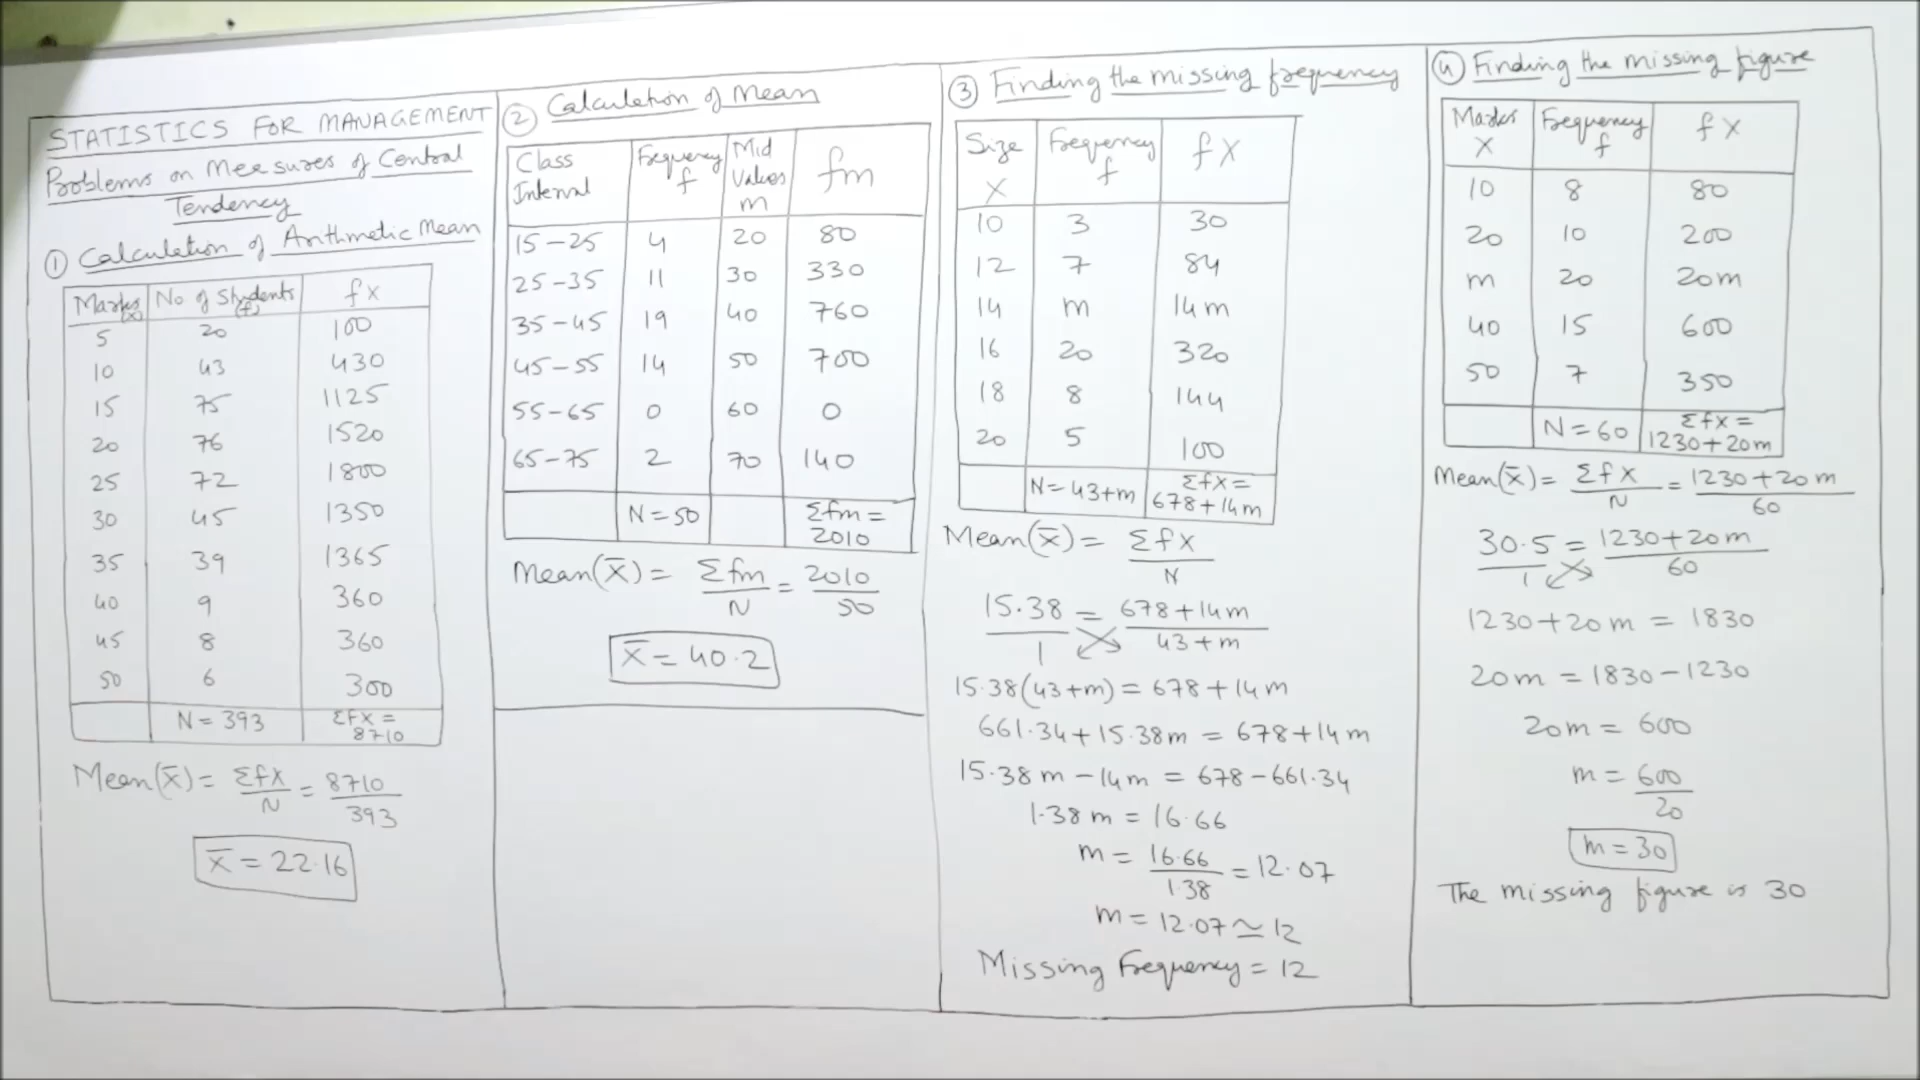 STATISTICS FOR MANAGEMENT
Problems on Measures of Central
Tendency
① Calculation of Arithmetic Mean
Marks (x) No of Students (f) fx
5 20 100
10 43 430
15 75 1125
20 76 1520
25 72 1800
30 45 1350
35 39 1365
40 9 360
45 8 360
50 6 300
N = 393 Σfx = 8710
Mean(x̄) = Σfx/N = 8710/393
x̄ = 22.16
② Calculation of Mean
Class Interval Frequency f Mid Values m fm
15-25 4 20 80
25-35 11 30 330
35-45 19 40 760
45-55 14 50 700
55-65 0 60 0
65-75 2 70 140
N = 50 Σfm = 2010
Mean(x̄) = Σfm/N = 2010/50
x̄ = 40.2
③ Finding the missing frequency
Size X Frequency f fX
10 3 30
12 7 84
14 m 14m
16 20 320
18 8 144
20 5 100
N = 43+m Σfx = 678+14m
Mean(x̄) = Σfx/N
15.38/1 = 678+14m/43+m
15.38(43+m) = 678+14m
661.34+15.38m = 678+14m
15.38m-14m = 678-661.34
1.38m = 16.66
m = 16.66/1.38 = 12.07
m = 12.07 ≃ 12
Missing Frequency = 12
④ Finding the missing figure
Marks X Frequency f fX
10 8 80
20 10 200
m 20 20m
40 15 600
50 7 350
N = 60 Σfx = 1230+20m
Mean(x̄) = Σfx/N = 1230+20m/60
30.5/1 = 1230+20m/60
1230+20m = 1830
20m = 1830-1230
20m = 600
m = 600/20
m = 30
The missing figure is 30